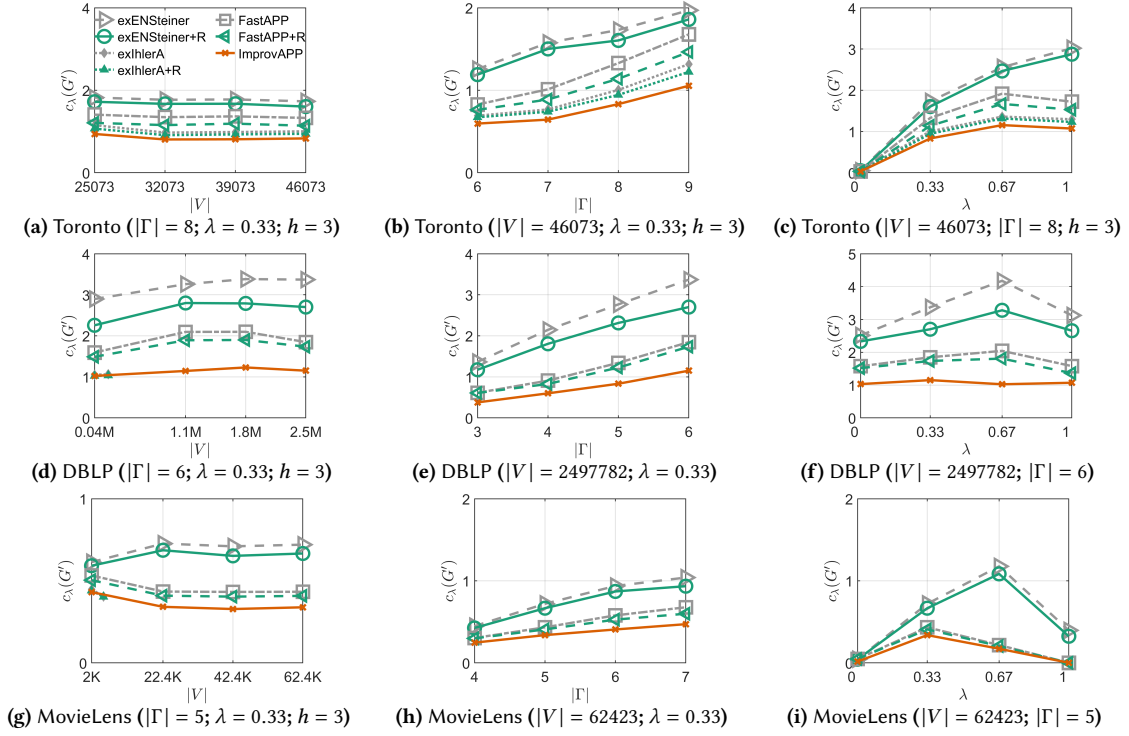 exENSteiner
exENSteiner+R
exIhlerA
exIhlerA+R
FastAPP
FastAPP+R
ImprovAPP
4
2
0
cλ(G′)
25073 32073 39073 46073
|V|
(a) Toronto (|Γ| = 8; λ = 0.33; h = 3)
2
1.5
1
0.5
0
cλ(G′)
6 7 8 9
|Γ|
(b) Toronto (|V| = 46073; λ = 0.33; h = 3)
4
3
2
1
0
cλ(G′)
0 0.33 0.67 1
λ
(c) Toronto (|V| = 46073; |Γ| = 8; h = 3)
4
3
2
1
0
cλ(G′)
0.04M 1.1M 1.8M 2.5M
|V|
(d) DBLP (|Γ| = 6; λ = 0.33; h = 3)
4
3
2
1
0
cλ(G′)
3 4 5 6
|Γ|
(e) DBLP (|V| = 2497782; λ = 0.33)
5
4
3
2
1
0
cλ(G′)
0 0.33 0.67 1
λ
(f) DBLP (|V| = 2497782; |Γ| = 6)
1
0
cλ(G′)
2K 22.4K 42.4K 62.4K
|V|
(g) MovieLens (|Γ| = 5; λ = 0.33; h = 3)
2
1
0
cλ(G′)
4 5 6 7
|Γ|
(h) MovieLens (|V| = 62423; λ = 0.33)
2
1
0
cλ(G′)
0 0.33 0.67 1
λ
(i) MovieLens (|V| = 62423; |Γ| = 5)